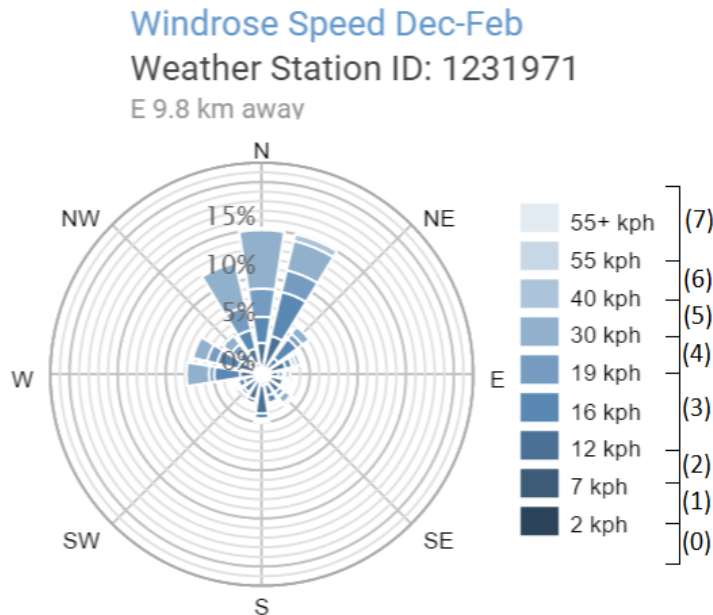 Windrose Speed Dec-Feb
Weather Station ID: 1231971
E 9.8 km away
N
NW
NE
15%
10%
5%
0%
W
E
SW
SE
S
55+ kph
55 kph
40 kph
30 kph
19 kph
16 kph
12 kph
7 kph
2 kph
(7)
(6)
(5)
(4)
(3)
(2)
(1)
(0)